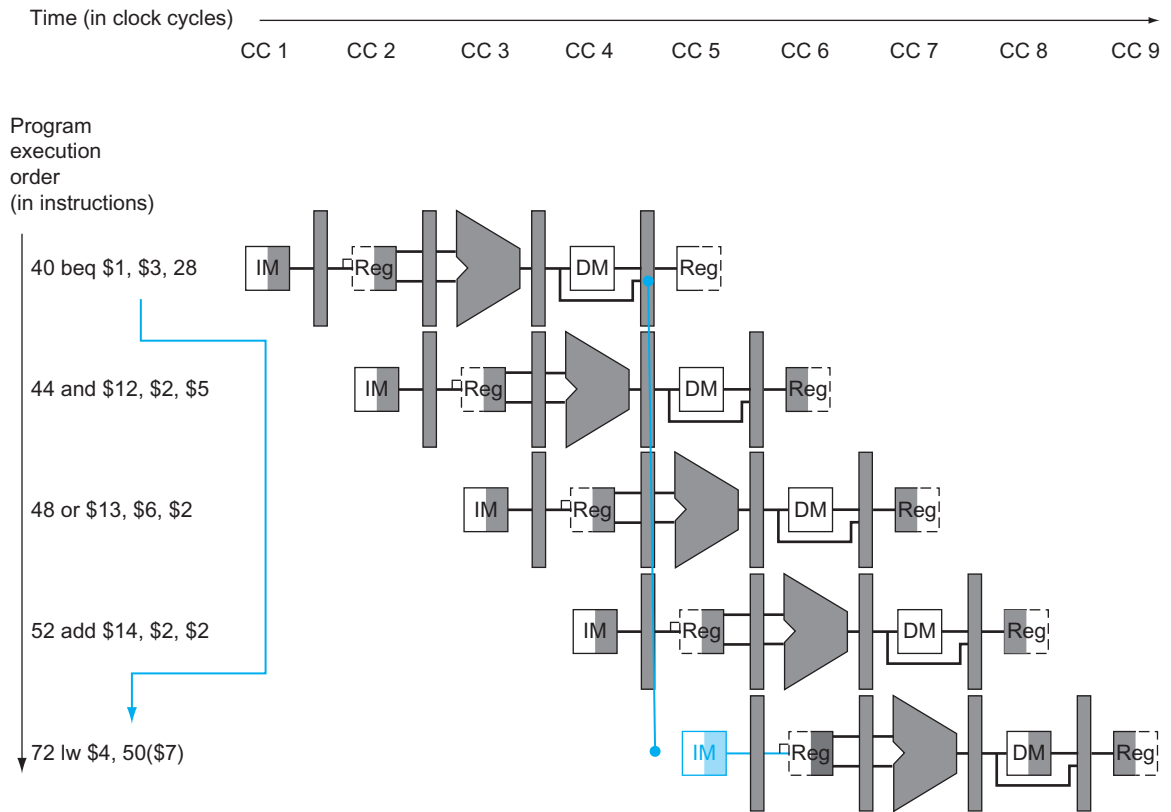 Time (in clock cycles)
CC 1 CC 2 CC 3 CC 4 CC 5 CC 6 CC 7 CC 8 CC 9
Program
execution
order
(in instructions)
40 beq $1, $3, 28 IM Reg DM Reg
44 and $12, $2, $5 IM Reg DM Reg
48 or $13, $6, $2 IM Reg DM Reg
52 add $14, $2, $2 IM Reg DM Reg
72 lw $4, 50($7) IM Reg DM Reg